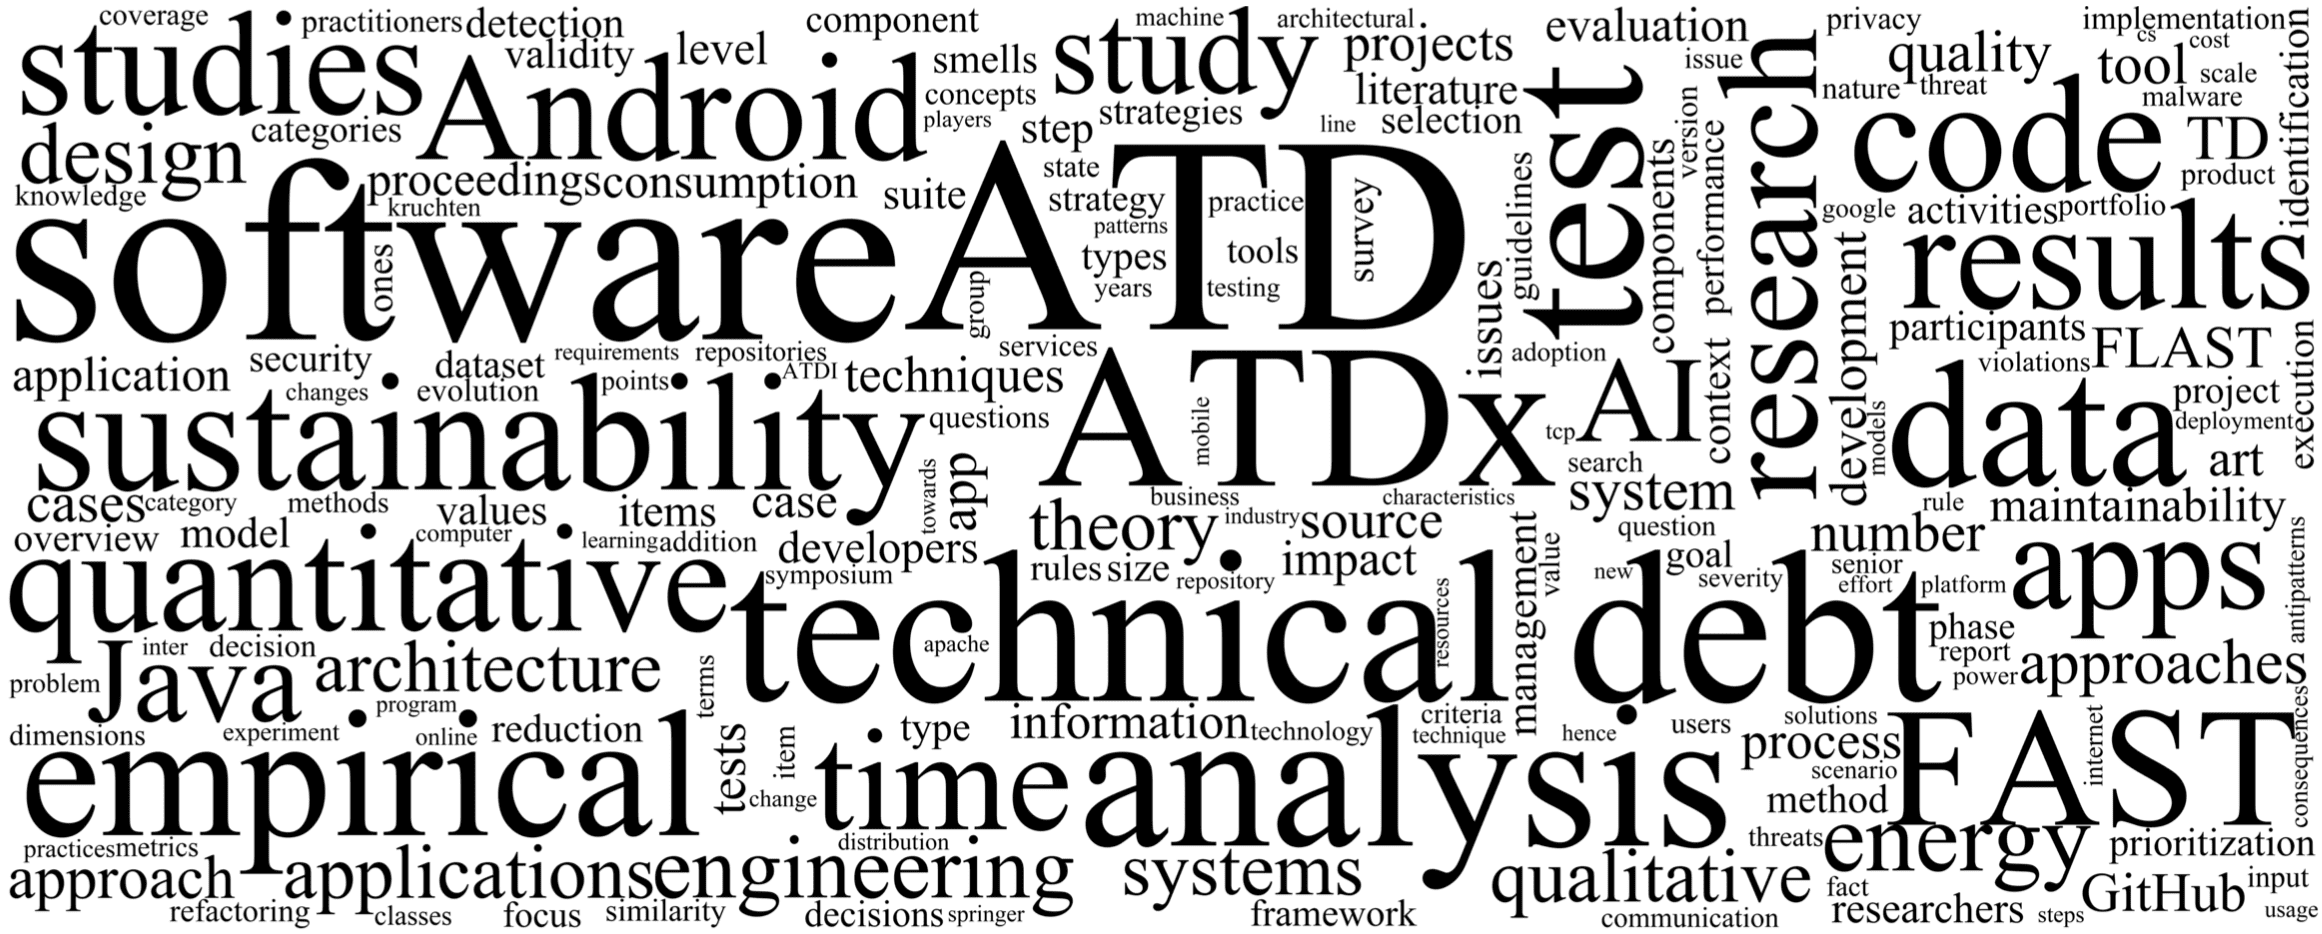 coverage
practitioners
detection
component
machine
architectural
evaluation
privacy
implementation
studies
validity
level
smells
study
projects
issue
quality
cs
cost
tool
scale
identification
Android
concepts
literature
nature
threat
malware
design
categories
players
step
strategies
line
selection
test
version
research
code
TD
knowledge
proceedings
consumption
suite
state
strategy
practice
survey
guidelines
components
performance
product
kruchten
patterns
google
activities
portfolio
software
ones
ATD
types
tools
results
group
years
testing
issues
development
participants
application
security
dataset
requirements
repositories
services
adoption
violations
FLAST
execution
changes
evolution
points
ATDI
techniques
context
project
sustainability
questions
ATDx
mobile
tcp
AI
models
data
deployment
towards
app
search
art
cases
category
methods
values
items
case
business
characteristics
system
rule
maintainability
overview
model
computer
learning
addition
developers
theory
industry
source
question
number
antipatterns
quantitative
symposium
rules
size
repository
impact
management
value
new
goal
severity
senior
effort
platform
apps
technical
resources
debt
inter
decision
apache
phase
problem
Java
architecture
terms
report
power
approaches
program
dimensions
experiment
online
reduction
tests
item
type
information
technology
criteria
technique
hence
users
solutions
process
FAST
internet
consequences
empirical
change
time
analysis
scenario
method
practices
metrics
distribution
threats
energy
prioritization
approach
applications
engineering
systems
qualitative
fact
GitHub
input
refactoring
classes
focus
similarity
decisions
springer
framework
communication
researchers
steps
usage